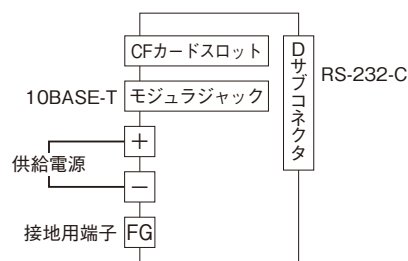 CFカードスロット
Dサブコネクタ
RS-232-C
10BASE-T
モジュラジャック
+
供給電源
−
接地用端子
FG